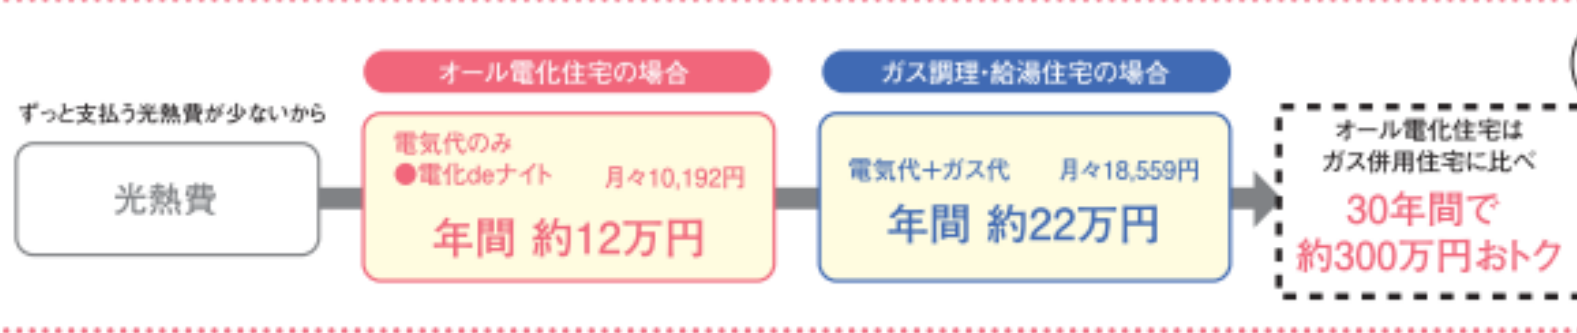 ずっと支払う光熱費が少ないから
光熱費
オール電化住宅の場合
電気代のみ
●電化deナイト 月々10,192円
年間 約12万円
ガス調理・給湯住宅の場合
電気代+ガス代 月々18,559円
年間 約22万円
オール電化住宅は
ガス併用住宅に比べ
30年間で
約300万円おトク